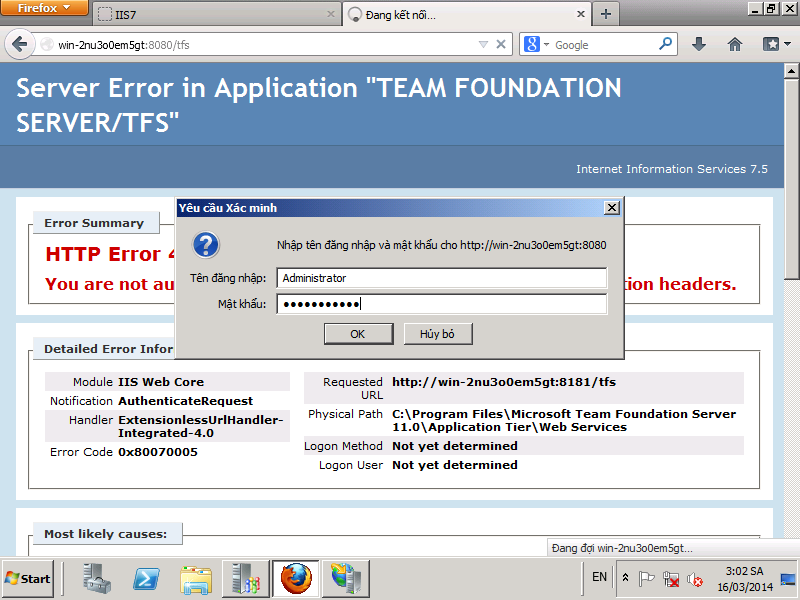 Firefox
IIS7
Đang kết nối...
win-2nu3o0em5gt:8080/tfs
Google
Server Error in Application "TEAM FOUNDATION
SERVER/TFS"
Internet Information Services 7.5
Error Summary
HTTP Error 4
You are not au
ion headers.
Yêu cầu Xác minh
Nhập tên đăng nhập và mật khẩu cho http://win-2nu3o0em5gt:8080
Tên đăng nhập: Administrator
Mật khẩu: ●●●●●●●●●●●
OK Hủy bỏ
Detailed Error Infor
Module IIS Web Core
Notification AuthenticateRequest
Handler ExtensionlessUrlHandler-
Integrated-4.0
Error Code 0x80070005
Requested http://win-2nu3o0em5gt:8181/tfs
URL
Physical Path C:\Program Files\Microsoft Team Foundation Server
11.0\Application Tier\Web Services
Logon Method Not yet determined
Logon User Not yet determined
Most likely causes:
Đang đợi win-2nu3o0em5gt...
Start
EN
3:02 SA
16/03/2014